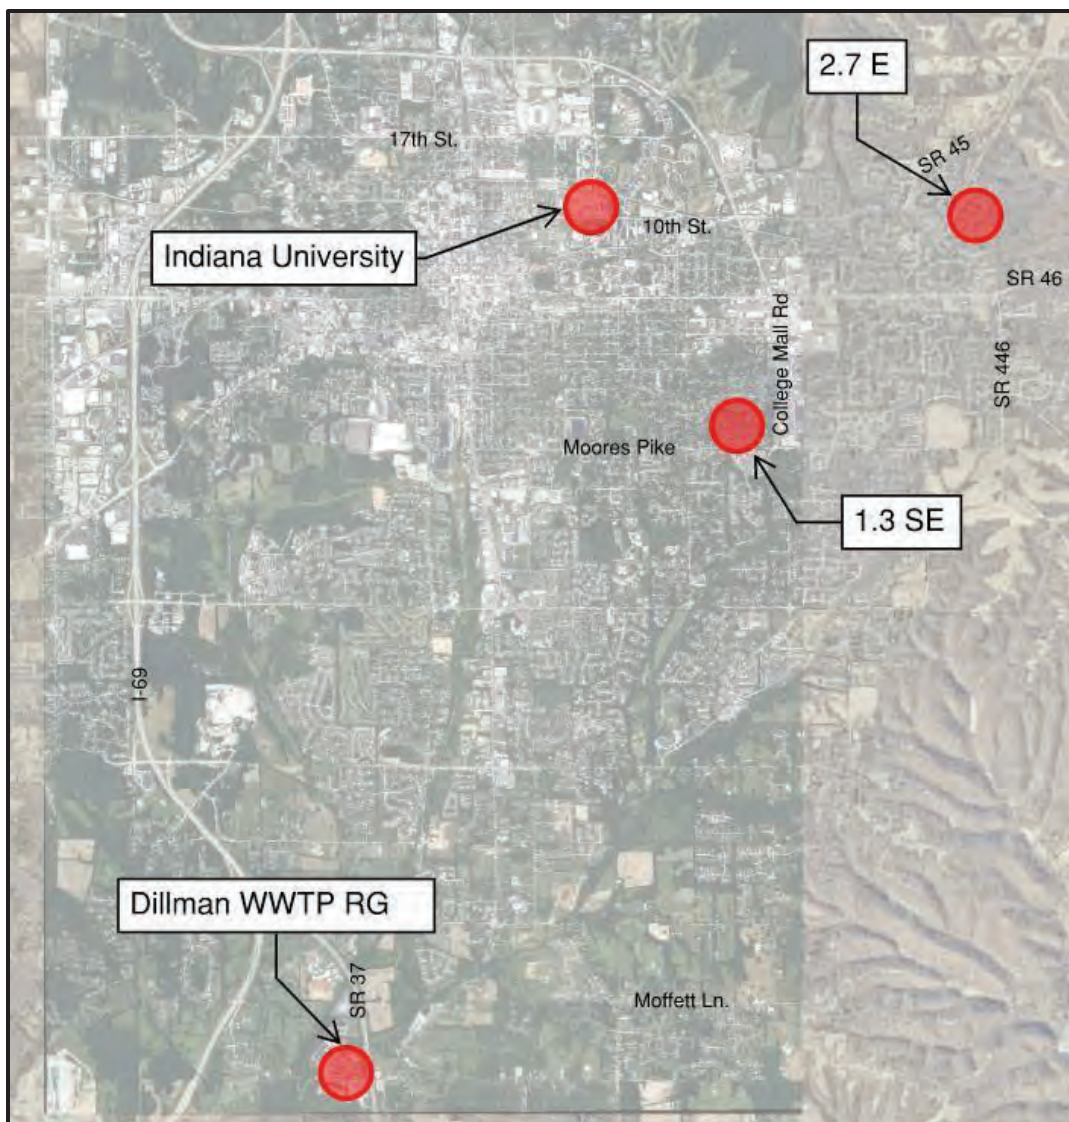 2.7 E
17th St.
SR 45
Indiana University
10th St.
SR 46
College Mall Rd
SR 446
Moores Pike
1.3 SE
I-69
Dillman WWTP RG
SR 37
Moffett Ln.